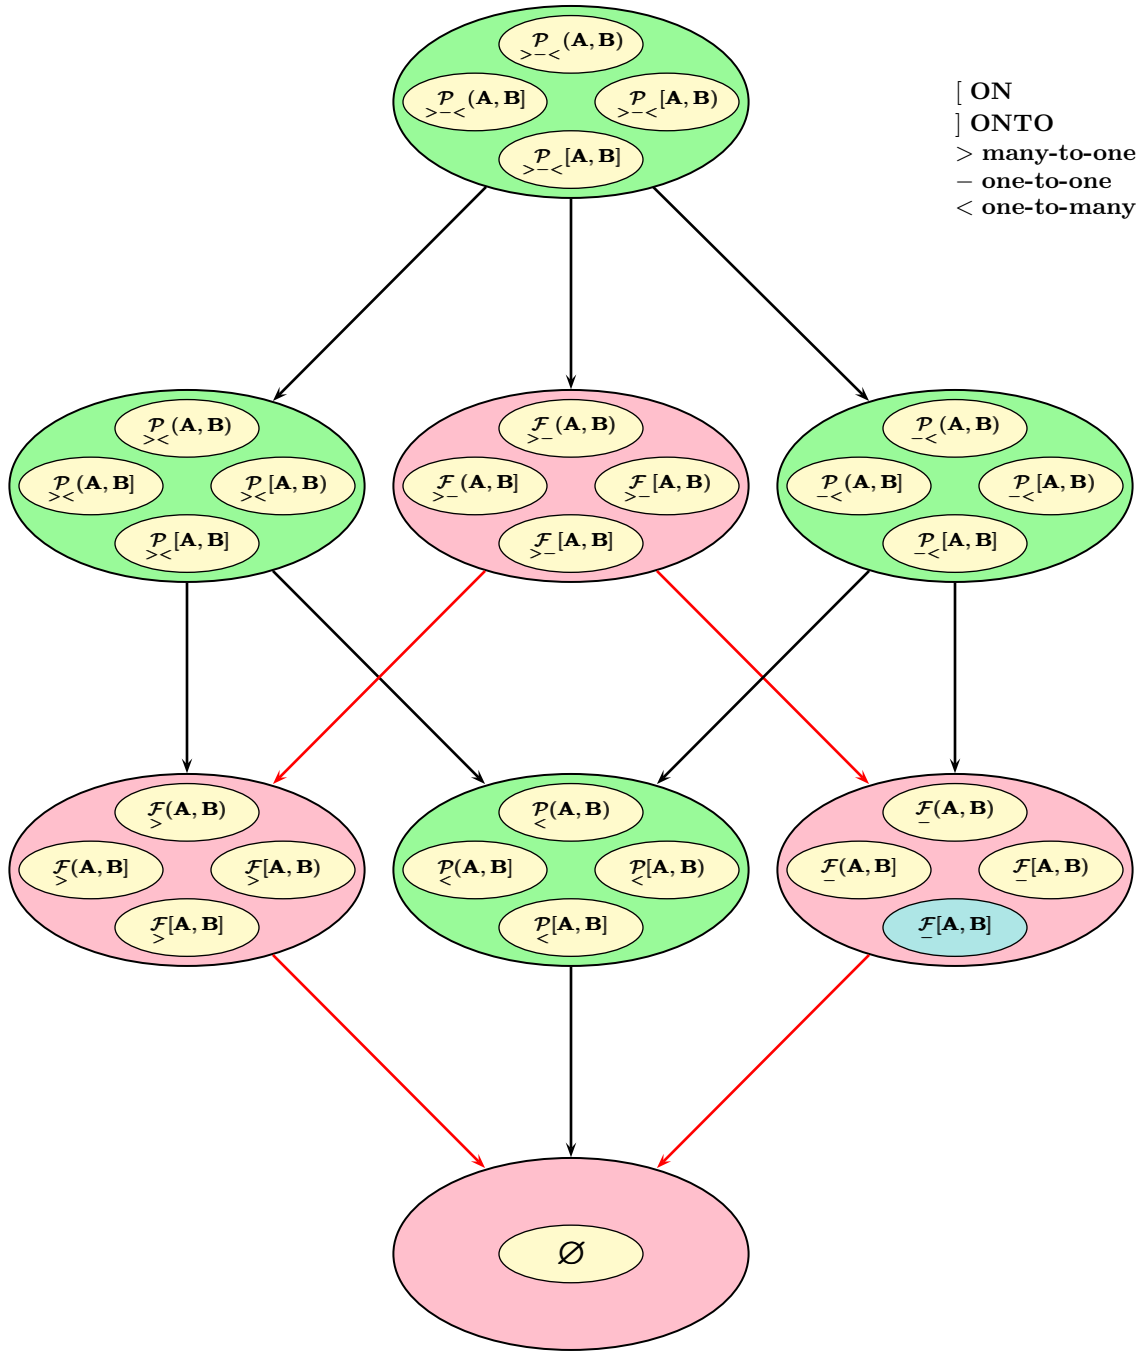 𝒫>−<(A, B)
𝒫>−<(A, B] 𝒫>−<[A, B)
𝒫>−<[A, B]
[ ON
] ONTO
> many-to-one
− one-to-one
< one-to-many
𝒫><(A, B)
𝒫><(A, B] 𝒫><[A, B)
𝒫><[A, B]
ℱ>−(A, B)
ℱ>−(A, B] ℱ>−[A, B)
ℱ>−[A, B]
𝒫−<(A, B)
𝒫−<(A, B] 𝒫−<[A, B)
𝒫−<[A, B]
ℱ>(A, B)
ℱ>(A, B] ℱ>[A, B)
ℱ>[A, B]
𝒫<(A, B)
𝒫<(A, B] 𝒫<[A, B)
𝒫<[A, B]
ℱ−(A, B)
ℱ−(A, B] ℱ−[A, B)
ℱ−[A, B]
∅